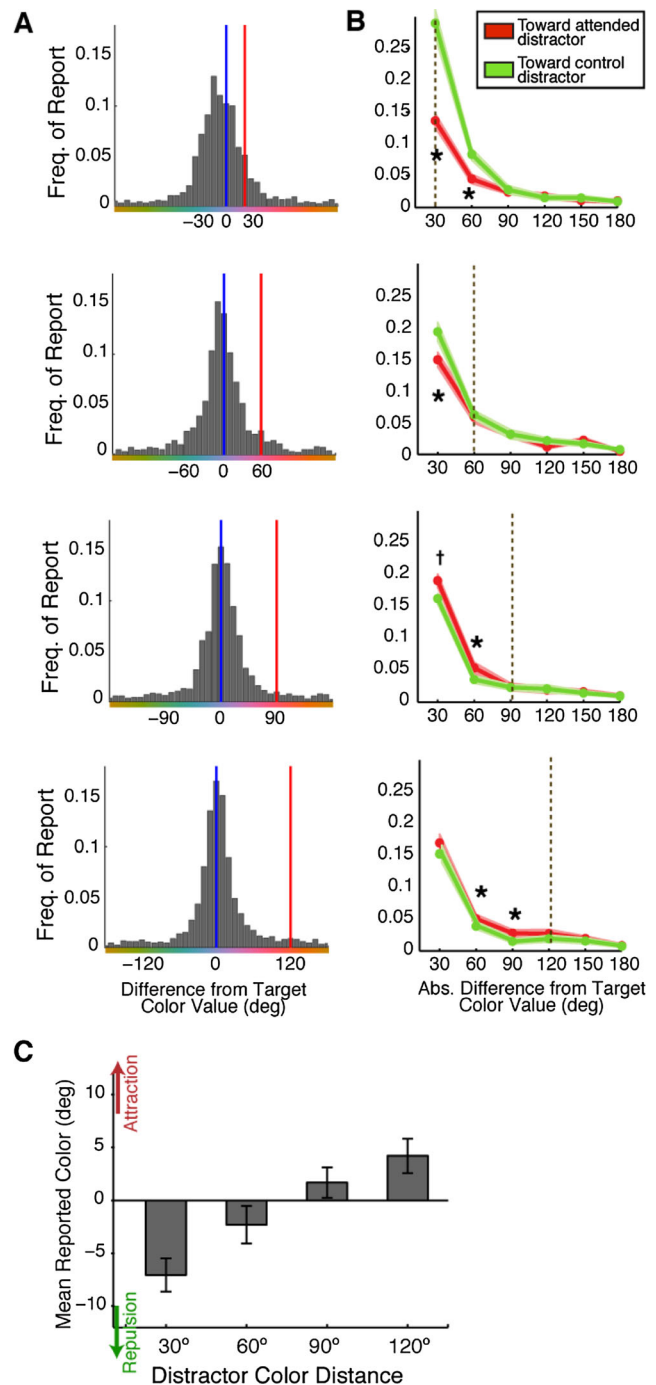 A
B
0.15
0.1
0.05
0
Freq. of Report
−30 0 30
Toward attended
distractor
Toward control
distractor
0.25
0.2
0.15
0.1
0.05
0
*
*
30 60 90 120 150 180
0.15
0.1
0.05
0
Freq. of Report
−60 0 60
0.25
0.2
0.15
0.1
0.05
0
*
30 60 90 120 150 180
0.15
0.1
0.05
0
Freq. of Report
−90 0 90
0.25
0.2
0.15
0.1
0.05
0
†
*
30 60 90 120 150 180
0.15
0.1
0.05
0
Freq. of Report
−120 0 120
Difference from Target
Color Value (deg)
0.25
0.2
0.15
0.1
0.05
0
*
*
30 60 90 120 150 180
Abs. Difference from Target
Color Value (deg)
C
Attraction
Repulsion
Mean Reported Color (deg)
10
5
0
−5
−10
30º 60º 90º 120º
Distractor Color Distance